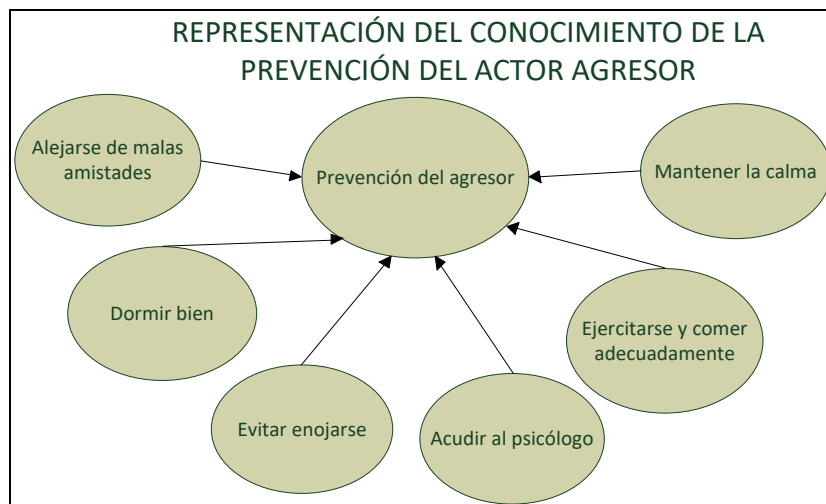 REPRESENTACIÓN DEL CONOCIMIENTO DE LA
PREVENCIÓN DEL ACTOR AGRESOR
Alejarse de malas
amistades
Prevención del agresor
Mantener la calma
Dormir bien
Ejercitarse y comer
adecuadamente
Evitar enojarse
Acudir al psicólogo